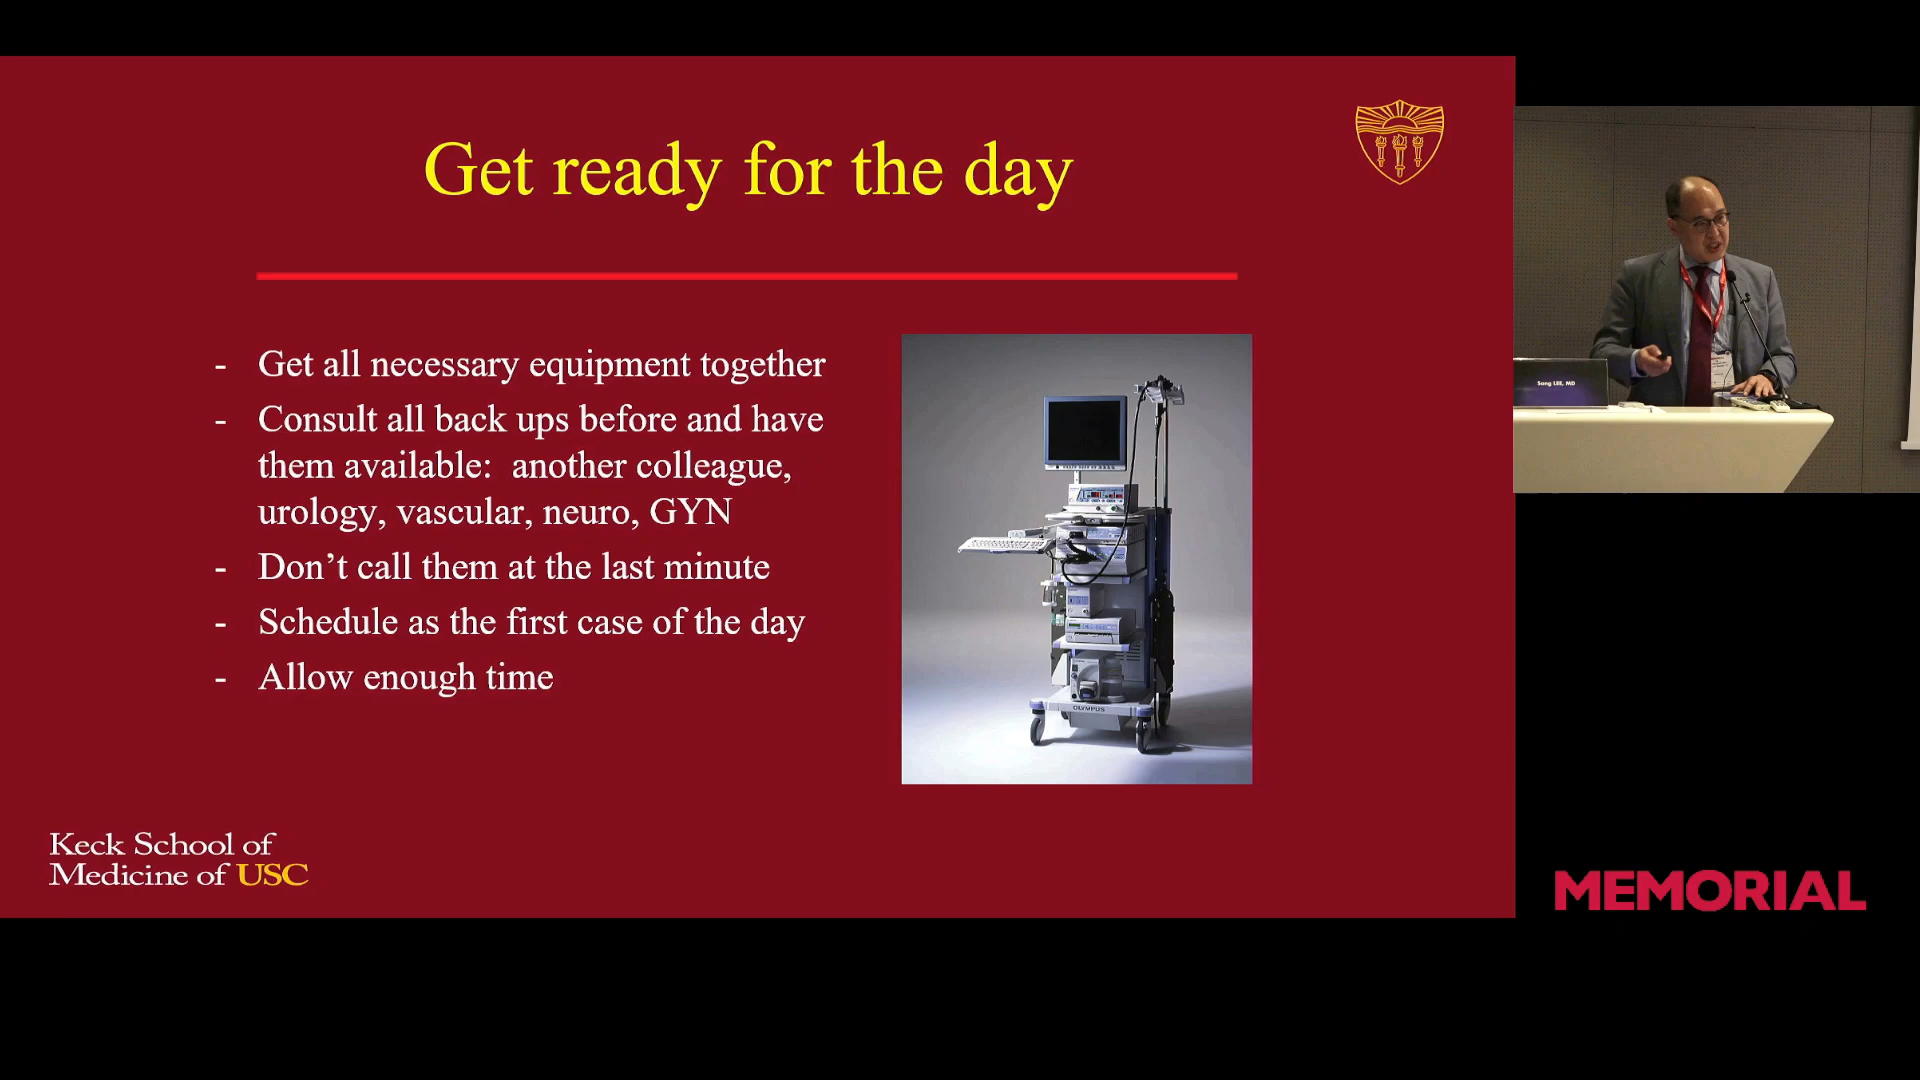 Get ready for the day
- Get all necessary equipment together
- Consult all back ups before and have
them available:  another colleague,
urology, vascular, neuro, GYN
- Don’t call them at the last minute
- Schedule as the first case of the day
- Allow enough time
OLYMPUS
Keck School of
Medicine of USC
Sang LEE, MD
MEMORIAL